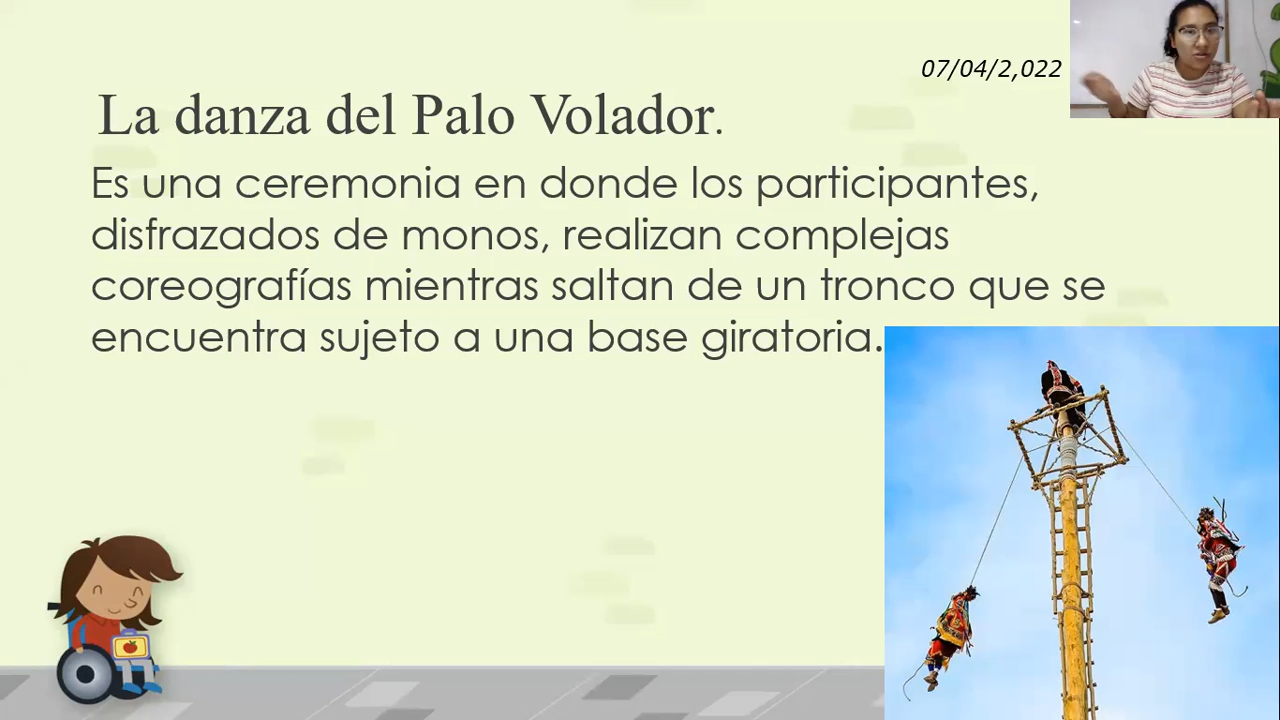 07/04/2,022
La danza del Palo Volador.
Es una ceremonia en donde los participantes,
disfrazados de monos, realizan complejas
coreografías mientras saltan de un tronco que se
encuentra sujeto a una base giratoria.